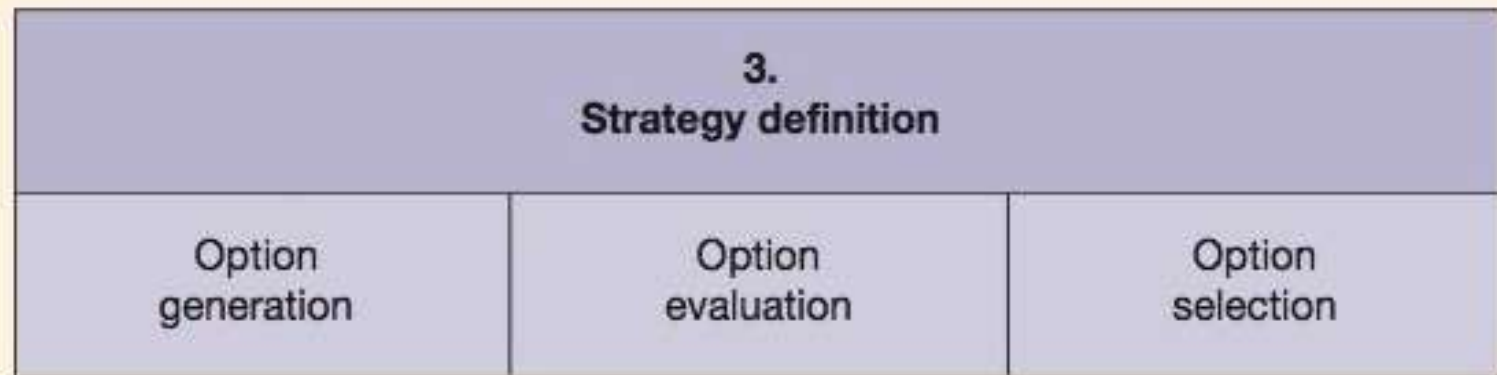 3.
Strategy definition
Option
generation
Option
evaluation
Option
selection